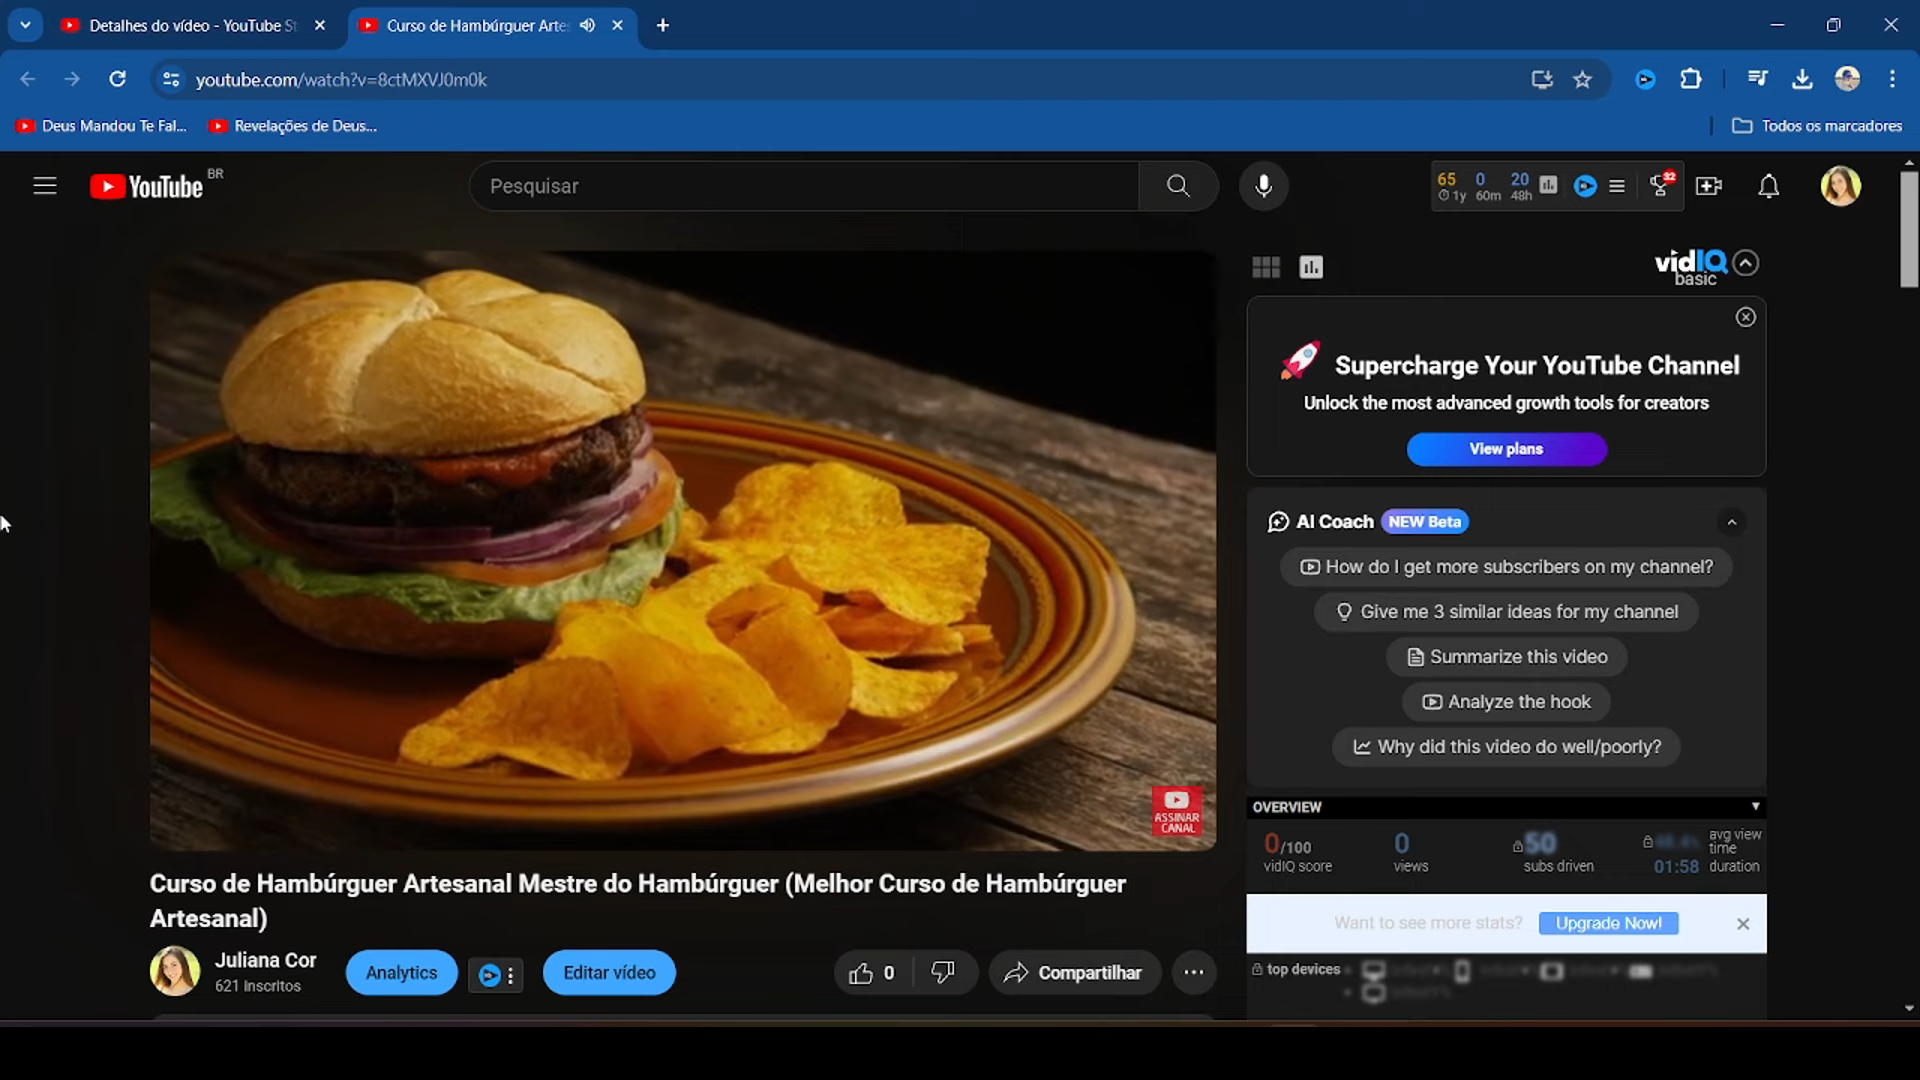 Detalhes do vídeo - YouTube St
Curso de Hambúrguer Arte
youtube.com/watch?v=8ctMXVJ0m0k
Deus Mandou Te Fal...
Revelações de Deus...
Todos os marcadores
YouTube
BR
Pesquisar
65 0 20
1y 60m 48h
32
vidIQ
basic
Supercharge Your YouTube Channel
Unlock the most advanced growth tools for creators
View plans
AI Coach NEW Beta
How do I get more subscribers on my channel?
Give me 3 similar ideas for my channel
Summarize this video
Analyze the hook
Why did this video do well/poorly?
ASSINAR
CANAL
OVERVIEW
0/100
vidIQ score
0
views
50
subs driven
avg view
time
01:58 duration
Want to see more stats? Upgrade Now!
top devices
Curso de Hambúrguer Artesanal Mestre do Hambúrguer (Melhor Curso de Hambúrguer
Artesanal)
Juliana Cor
621 Inscritos
Analytics
Editar vídeo
0
Compartilhar